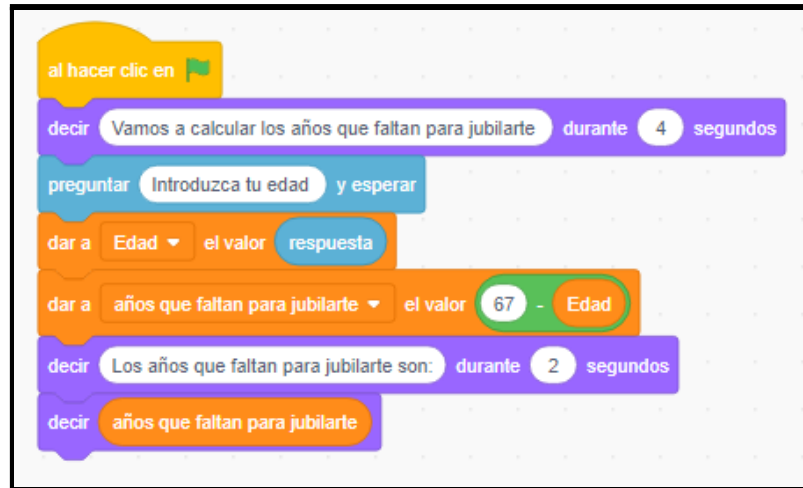 al hacer clic en
decir Vamos a calcular los años que faltan para jubilarte durante 4 segundos
preguntar Introduzca tu edad y esperar
dar a Edad el valor respuesta
dar a años que faltan para jubilarte el valor 67 - Edad
decir Los años que faltan para jubilarte son: durante 2 segundos
decir años que faltan para jubilarte